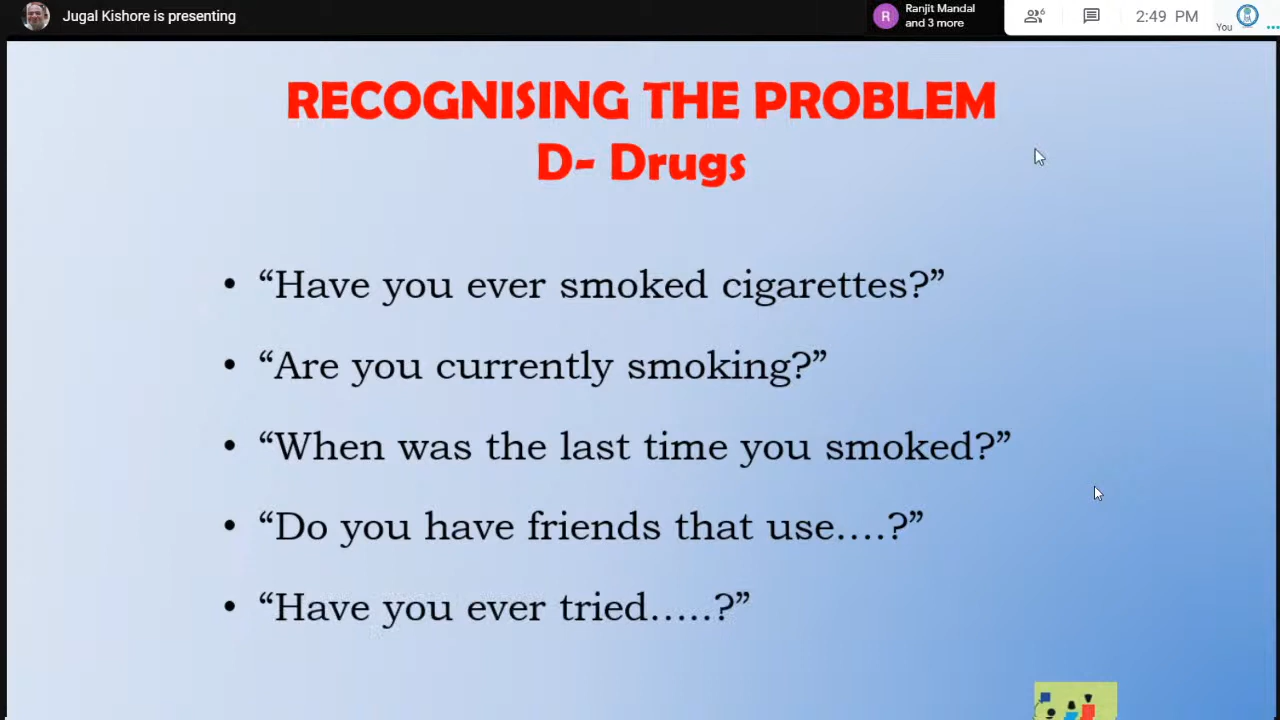 Jugal Kishore is presenting
R
Ranjit Mandal
and 3 more
6
2:49 PM
You
RECOGNISING THE PROBLEM
D- Drugs
• “Have you ever smoked cigarettes?”
• “Are you currently smoking?”
• “When was the last time you smoked?”
• “Do you have friends that use....?”
• “Have you ever tried.....?”